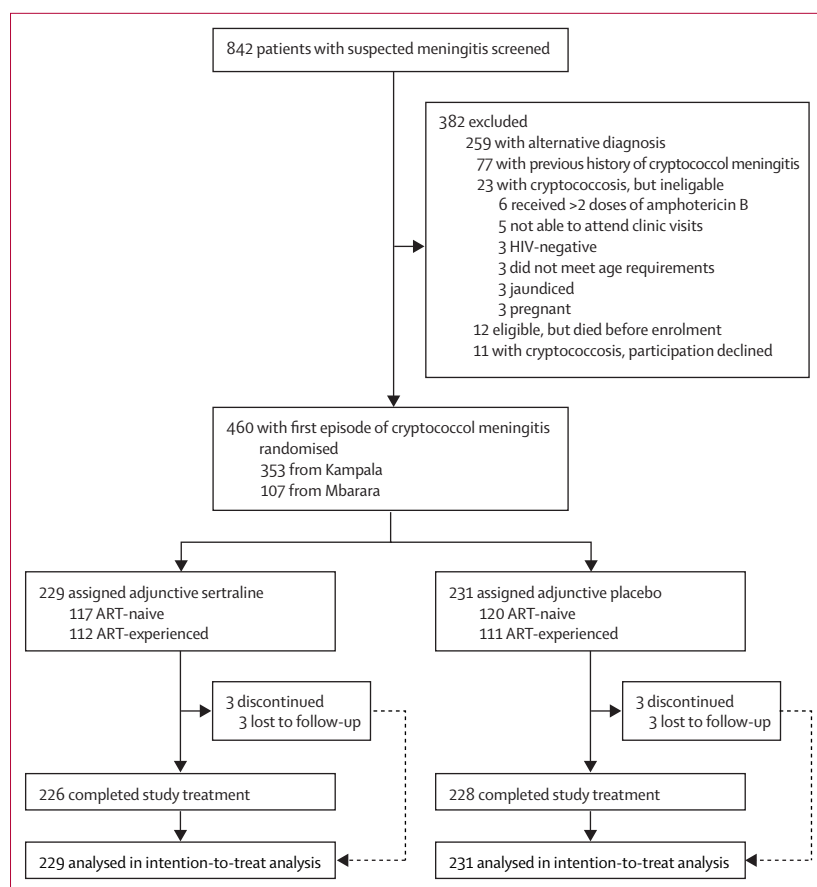 842 patients with suspected meningitis screened
382 excluded
259 with alternative diagnosis
77 with previous history of cryptococcol meningitis
23 with cryptococcosis, but ineligable
6 received >2 doses of amphotericin B
5 not able to attend clinic visits
3 HIV-negative
3 did not meet age requirements
3 jaundiced
3 pregnant
12 eligible, but died before enrolment
11 with cryptococcosis, participation declined
460 with first episode of cryptococcol meningitis
randomised
353 from Kampala
107 from Mbarara
229 assigned adjunctive sertraline
117 ART-naive
112 ART-experienced
231 assigned adjunctive placebo
120 ART-naive
111 ART-experienced
3 discontinued
3 lost to follow-up
3 discontinued
3 lost to follow-up
226 completed study treatment
228 completed study treatment
229 analysed in intention-to-treat analysis
231 analysed in intention-to-treat analysis